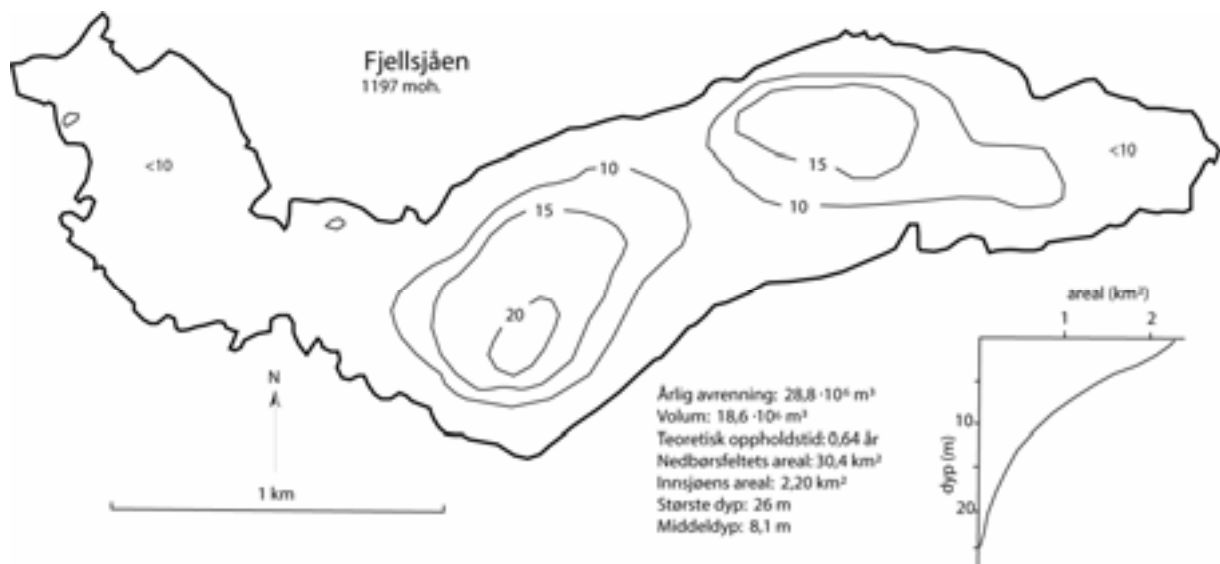 Fjellsjåen
1197 moh.
<10
10
15
20
15
10
<10
N
1 km
Årlig avrenning: 28,8 ·10⁶ m³
Volum: 18,6 ·10⁶ m³
Teoretisk oppholdstid: 0,64 år
Nedbørsfeltets areal: 30,4 km²
Innsjøens areal: 2,20 km²
Største dyp: 26 m
Middeldyp: 8,1 m
areal (km²)
1 2
10
20
dyp (m)